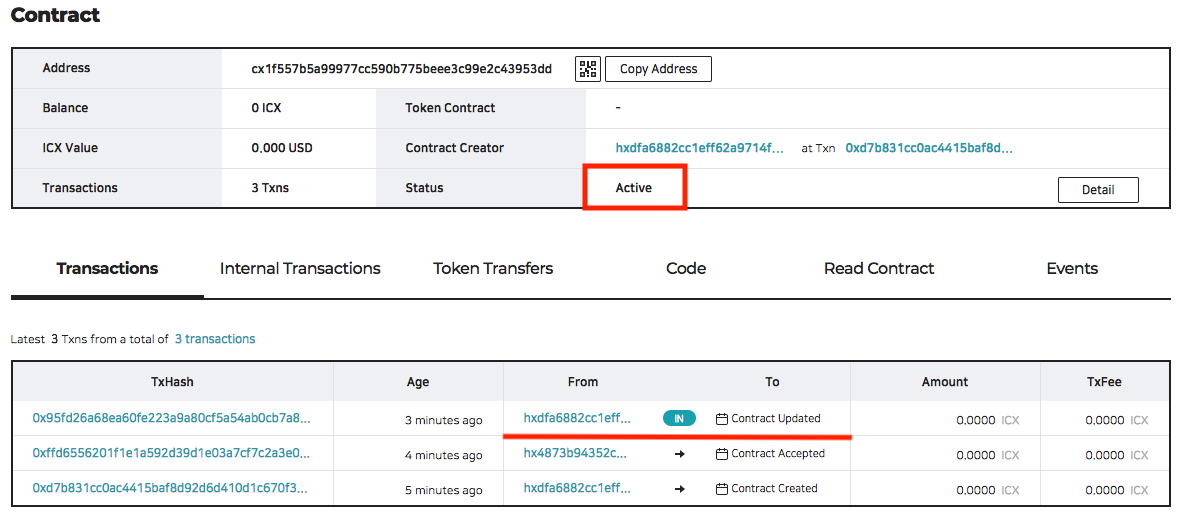 Contract
Address cx1f557b5a99977cc590b775beee3c99e2c43953dd Copy Address
Balance 0 ICX Token Contract -
ICX Value 0.000 USD Contract Creator hxdfa6882cc1eff62a9714f... at Txn 0xd7b831cc0ac4415baf8d...
Transactions 3 Txns Status Active Detail
Transactions Internal Transactions Token Transfers Code Read Contract Events
Latest 3 Txns from a total of 3 transactions
TxHash Age From To Amount TxFee
0x95fd26a68ea60fe223a9a80cf5a54ab0cb7a8... 3 minutes ago hxdfa6882cc1eff... IN Contract Updated 0.0000 ICX 0.0000 ICX
0xffd6556201f1e1a592d39d1e03a7cf7c2a3e0... 4 minutes ago hx4873b94352c... → Contract Accepted 0.0000 ICX 0.0000 ICX
0xd7b831cc0ac4415baf8d92d6d410d1c670f3... 5 minutes ago hxdfa6882cc1eff... → Contract Created 0.0000 ICX 0.0000 ICX